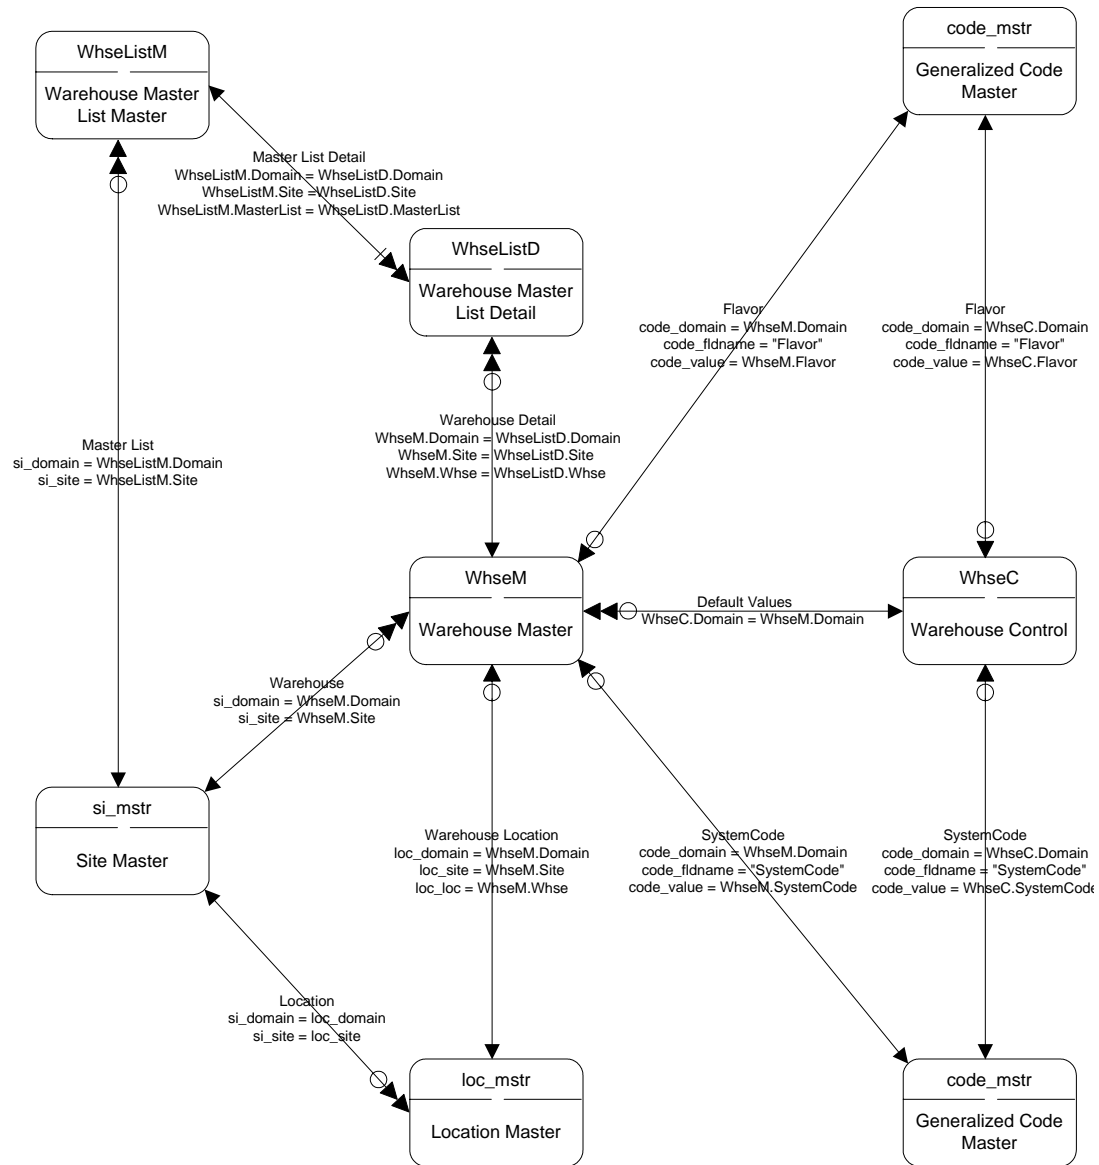 WhseListM
Warehouse Master
List Master
code_mstr
Generalized Code
Master
Master List Detail
WhseListM.Domain = WhseListD.Domain
WhseListM.Site =WhseListD.Site
WhseListM.MasterList = WhseListD.MasterList
WhseListD
Warehouse Master
List Detail
Flavor
code_domain = WhseM.Domain
code_fldname = "Flavor"
code_value = WhseM.Flavor
Flavor
code_domain = WhseC.Domain
code_fldname = "Flavor"
code_value = WhseC.Flavor
Master List
si_domain = WhseListM.Domain
si_site = WhseListM.Site
Warehouse Detail
WhseM.Domain = WhseListD.Domain
WhseM.Site = WhseListD.Site
WhseM.Whse = WhseListD.Whse
WhseM
Warehouse Master
Default Values
WhseC.Domain = WhseM.Domain
WhseC
Warehouse Control
Warehouse
si_domain = WhseM.Domain
si_site = WhseM.Site
si_mstr
Site Master
Warehouse Location
loc_domain = WhseM.Domain
loc_site = WhseM.Site
loc_loc = WhseM.Whse
SystemCode
code_domain = WhseM.Domain
code_fldname = "SystemCode"
code_value = WhseM.SystemCode
SystemCode
code_domain = WhseC.Domain
code_fldname = "SystemCode"
code_value = WhseC.SystemCode
Location
si_domain = loc_domain
si_site = loc_site
loc_mstr
Location Master
code_mstr
Generalized Code
Master